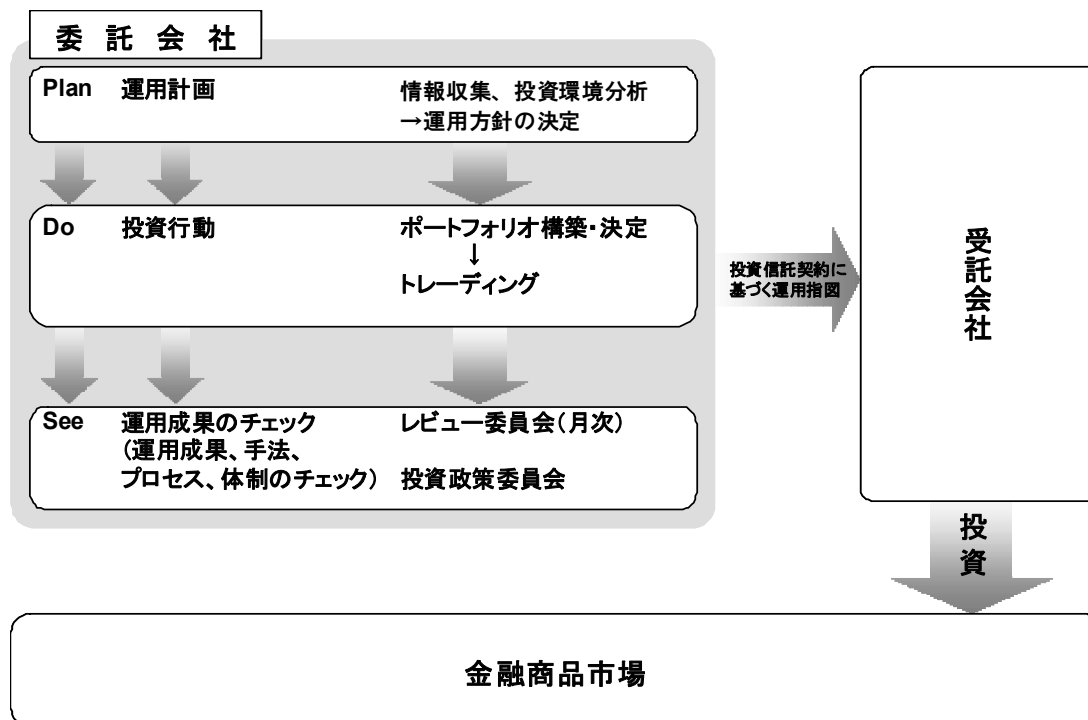 委託会社
Plan 運用計画 情報収集、投資環境分析
→運用方針の決定
Do 投資行動 ポートフォリオ構築・決定
↓
トレーディング
投資信託契約に
基づく運用指図
受託会社
See 運用成果のチェック レビュー委員会(月次)
(運用成果、手法、
プロセス、体制のチェック) 投資政策委員会
投資
金融商品市場